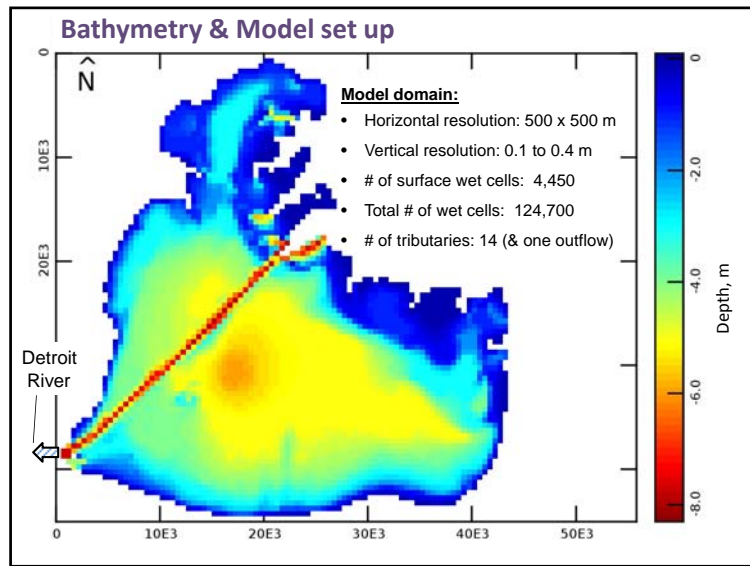 Bathymetry & Model set up
0
10E3
20E3
^
N
Model domain:
• Horizontal resolution: 500 x 500 m
• Vertical resolution: 0.1 to 0.4 m
• # of surface wet cells: 4,450
• Total # of wet cells: 124,700
• # of tributaries: 14 (& one outflow)
Detroit
River
0
10E3
20E3
30E3
40E3
50E3
0
-2.0
-4.0
-6.0
-8.0
Depth, m